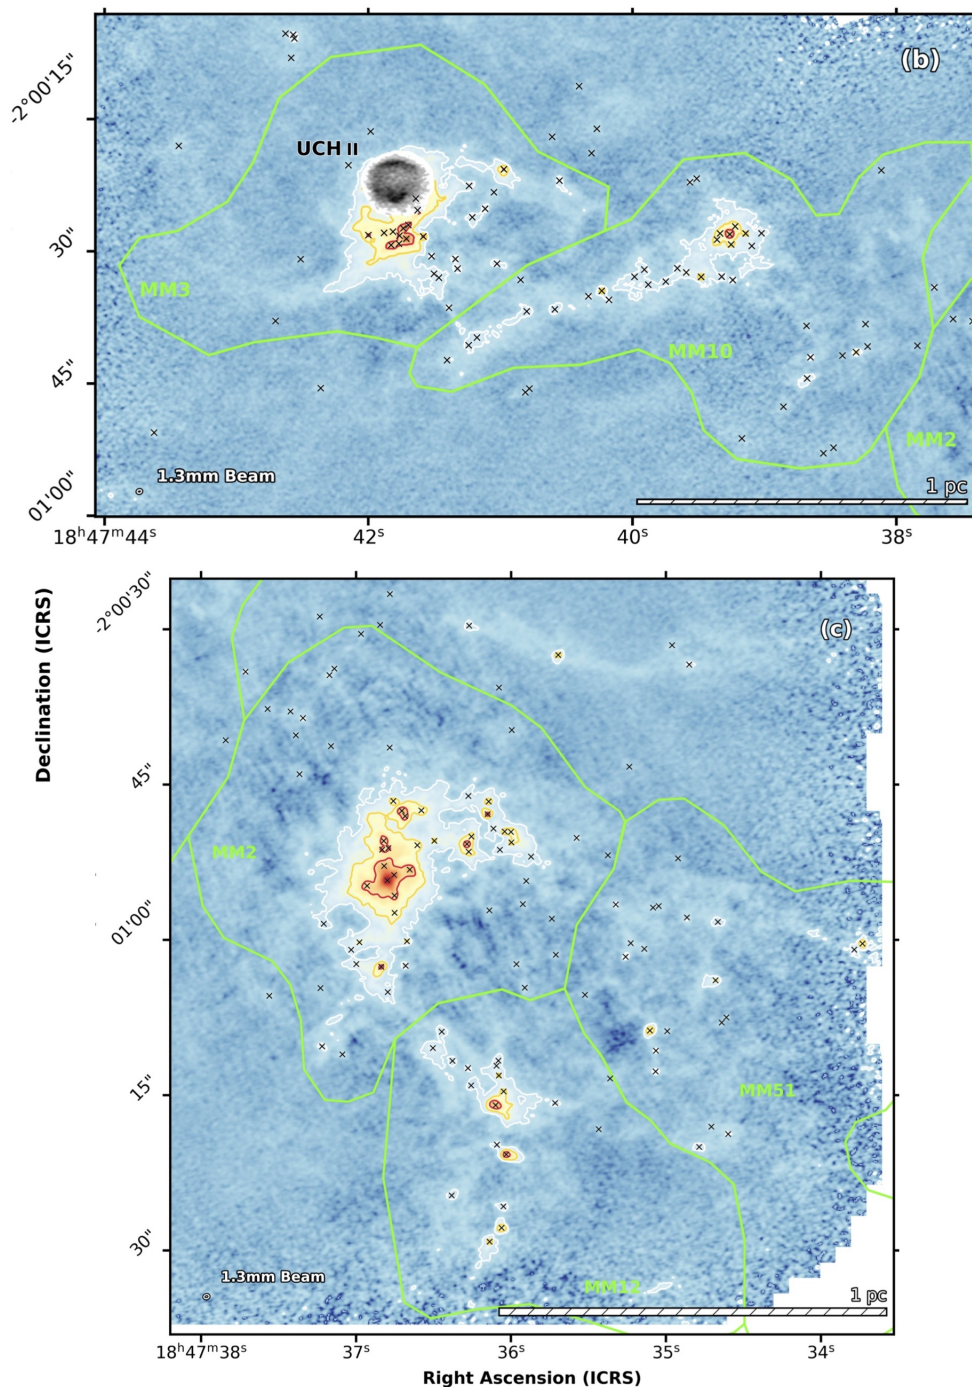 (b)
-2°00'15"
UCH II
30"
MM3
MM10
45"
MM2
1.3mm Beam
1 pc
01'00"
18ʰ47ᵐ44ˢ 42ˢ 40ˢ 38ˢ
-2°00'30"
(c)
Declination (ICRS)
45"
MM2
01'00"
MM51
15"
30"
1.3mm Beam
MM12
1 pc
18ʰ47ᵐ38ˢ 37ˢ 36ˢ 35ˢ 34ˢ
Right Ascension (ICRS)